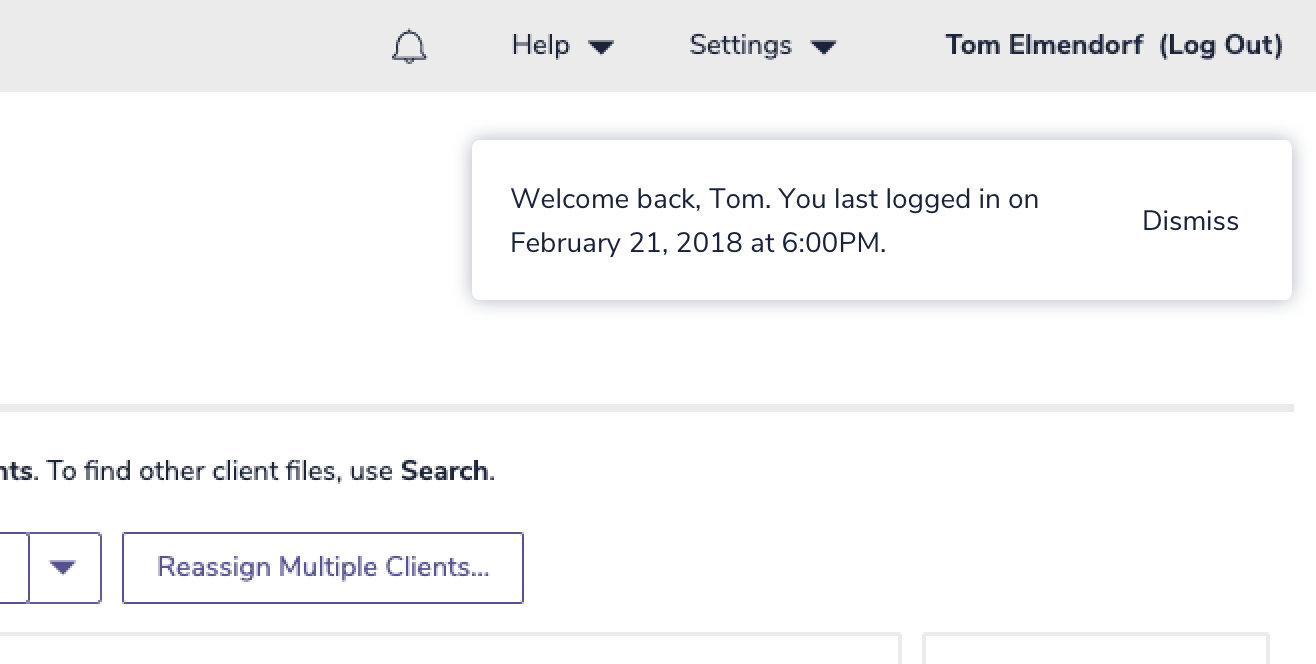 Help Settings Tom Elmendorf (Log Out)
Welcome back, Tom. You last logged in on
February 21, 2018 at 6:00PM.
Dismiss
. To find other client files, use Search.
Reassign Multiple Clients...